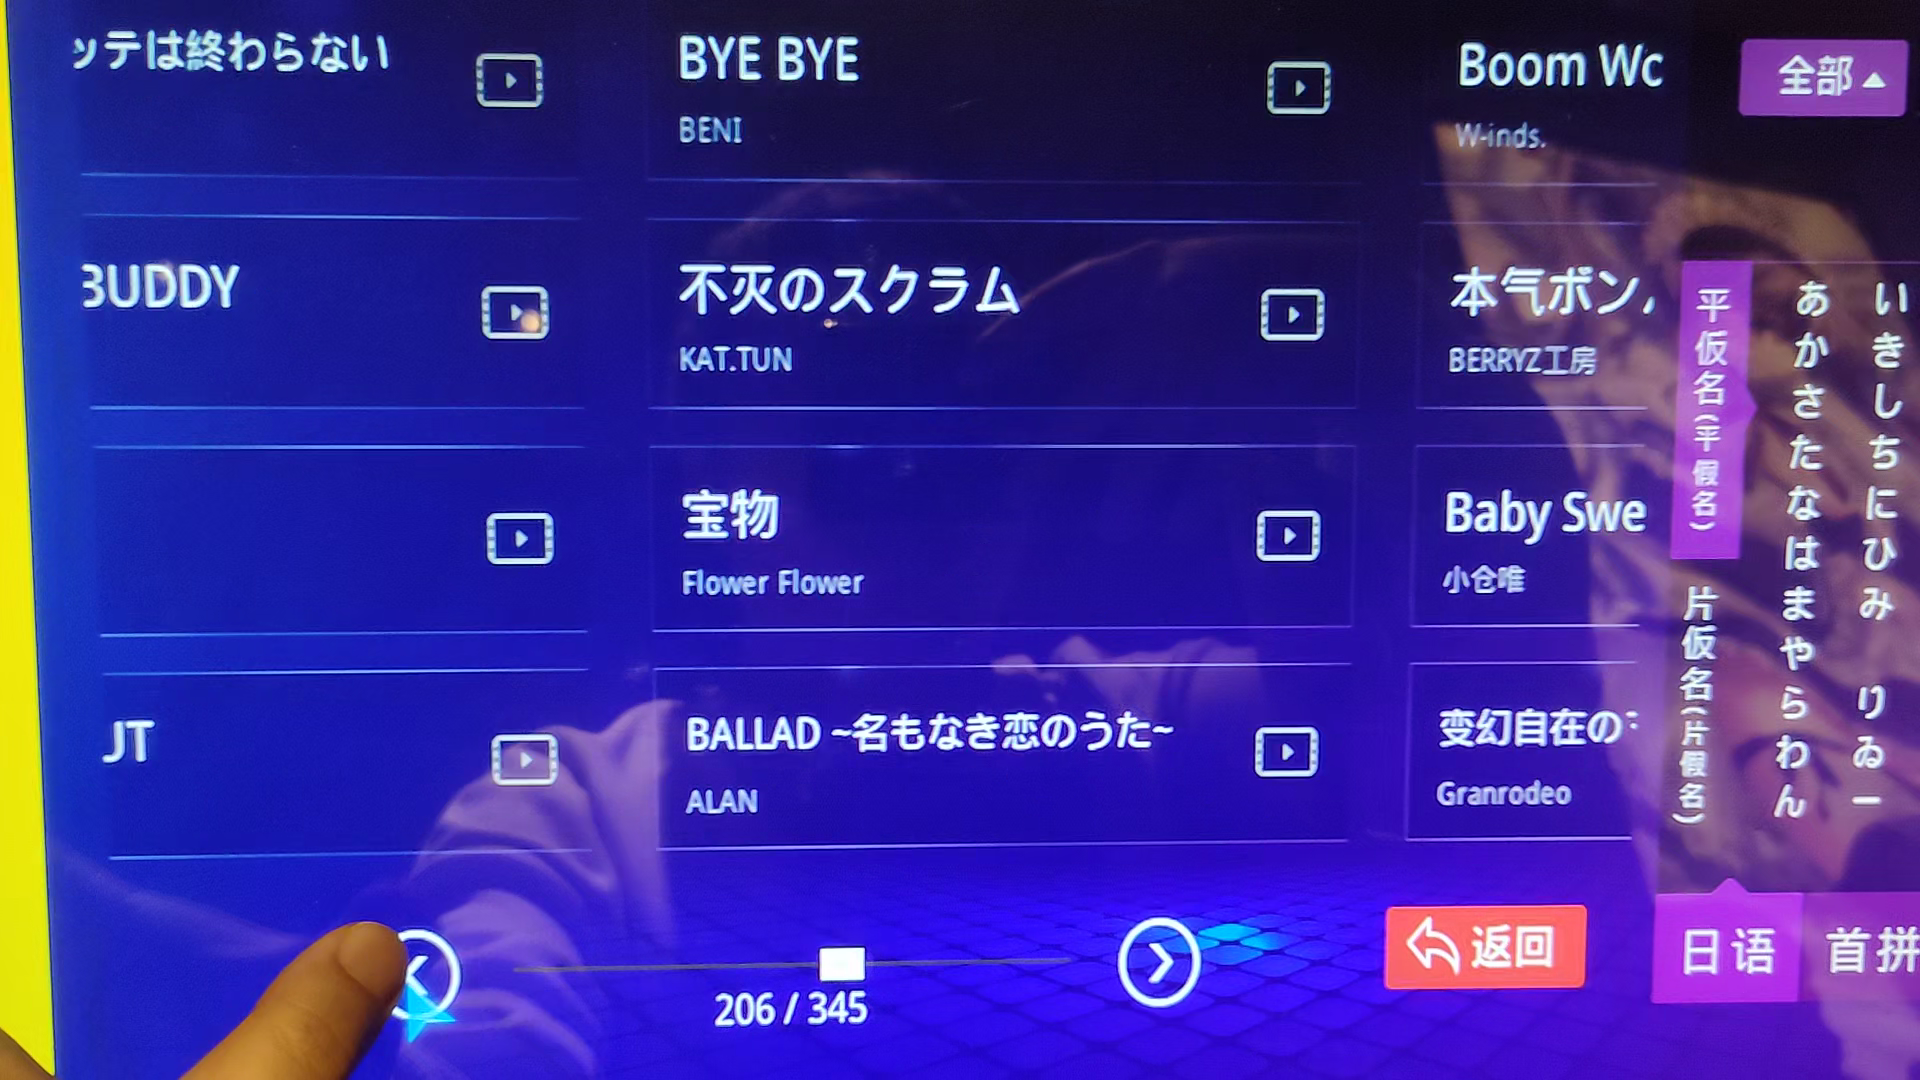 ッテは終わらない
BYE BYE
BENI
Boom Wo
W-inds.
全部
BUDDY
不灭のスクラム
KAT.TUN
本气ボン
BERRYZ工房
宝物
Flower Flower
Baby Swe
小仓唯
JT
BALLAD ~名もなき恋のうた~
ALAN
变幻自在の
Granrodeo
平仮名(平假名)
片仮名(片假名)
あかさたなはまやらわん
いきしちにひみ りゐー
206 / 345
返回
日语
首拼